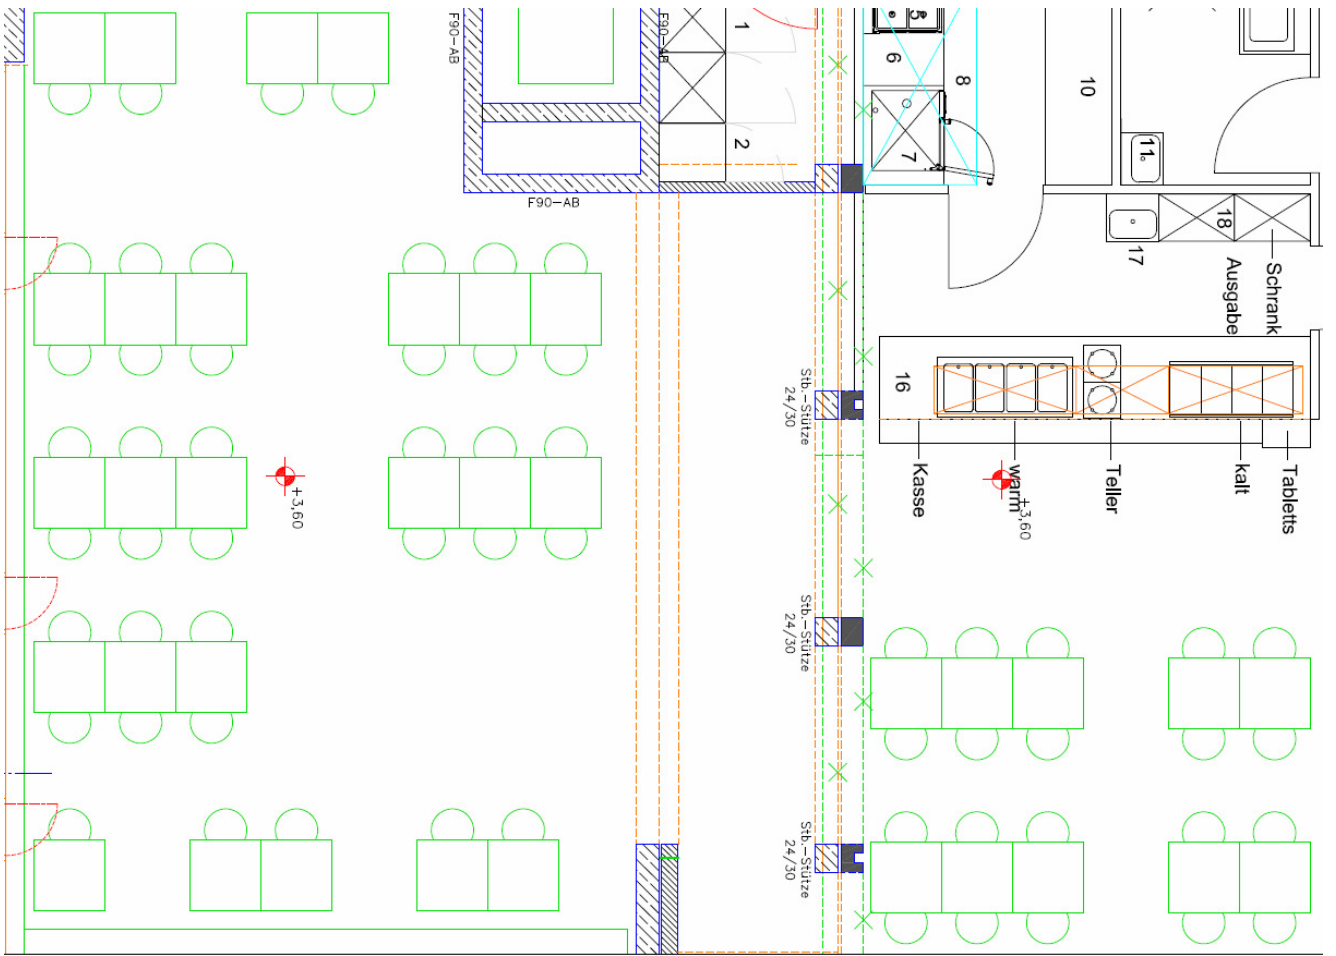 F90-AB
F90-AB
1
2
5
6
7
8
10
11
F90-AB
17
18
Schrank
Ausgabe
16
Stb.-Stütze
24/30
Kasse
warm
Teller
kalt
Tabletts
+3,60
+3,60
Stb.-Stütze
24/30
Stb.-Stütze
24/30